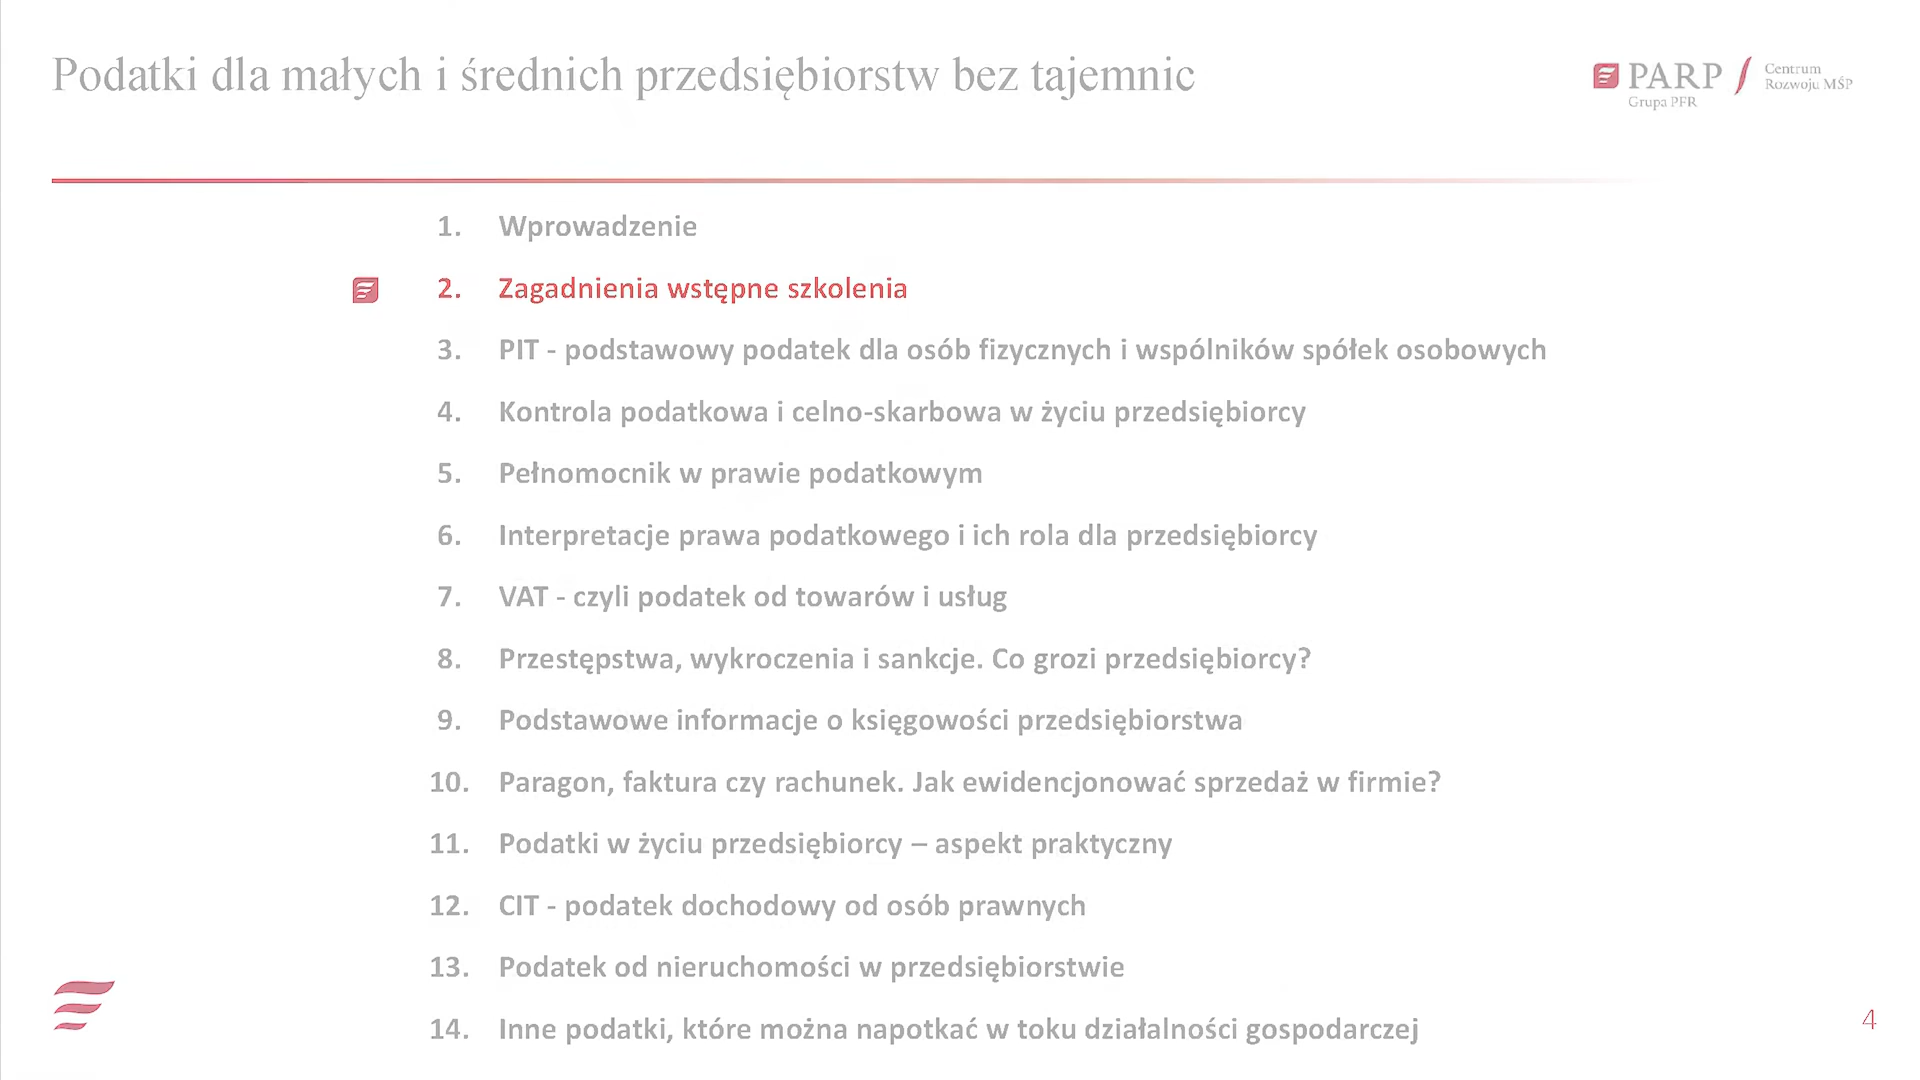 Podatki dla małych i średnich przedsiębiorstw bez tajemnic
PARP
Grupa PFR
Centrum
Rozwoju MŚP
1. Wprowadzenie
2. Zagadnienia wstępne szkolenia
3. PIT - podstawowy podatek dla osób fizycznych i wspólników spółek osobowych
4. Kontrola podatkowa i celno-skarbowa w życiu przedsiębiorcy
5. Pełnomocnik w prawie podatkowym
6. Interpretacje prawa podatkowego i ich rola dla przedsiębiorcy
7. VAT - czyli podatek od towarów i usług
8. Przestępstwa, wykroczenia i sankcje. Co grozi przedsiębiorcy?
9. Podstawowe informacje o księgowości przedsiębiorstwa
10. Paragon, faktura czy rachunek. Jak ewidencjonować sprzedaż w firmie?
11. Podatki w życiu przedsiębiorcy – aspekt praktyczny
12. CIT - podatek dochodowy od osób prawnych
13. Podatek od nieruchomości w przedsiębiorstwie
14. Inne podatki, które można napotkać w toku działalności gospodarczej
4